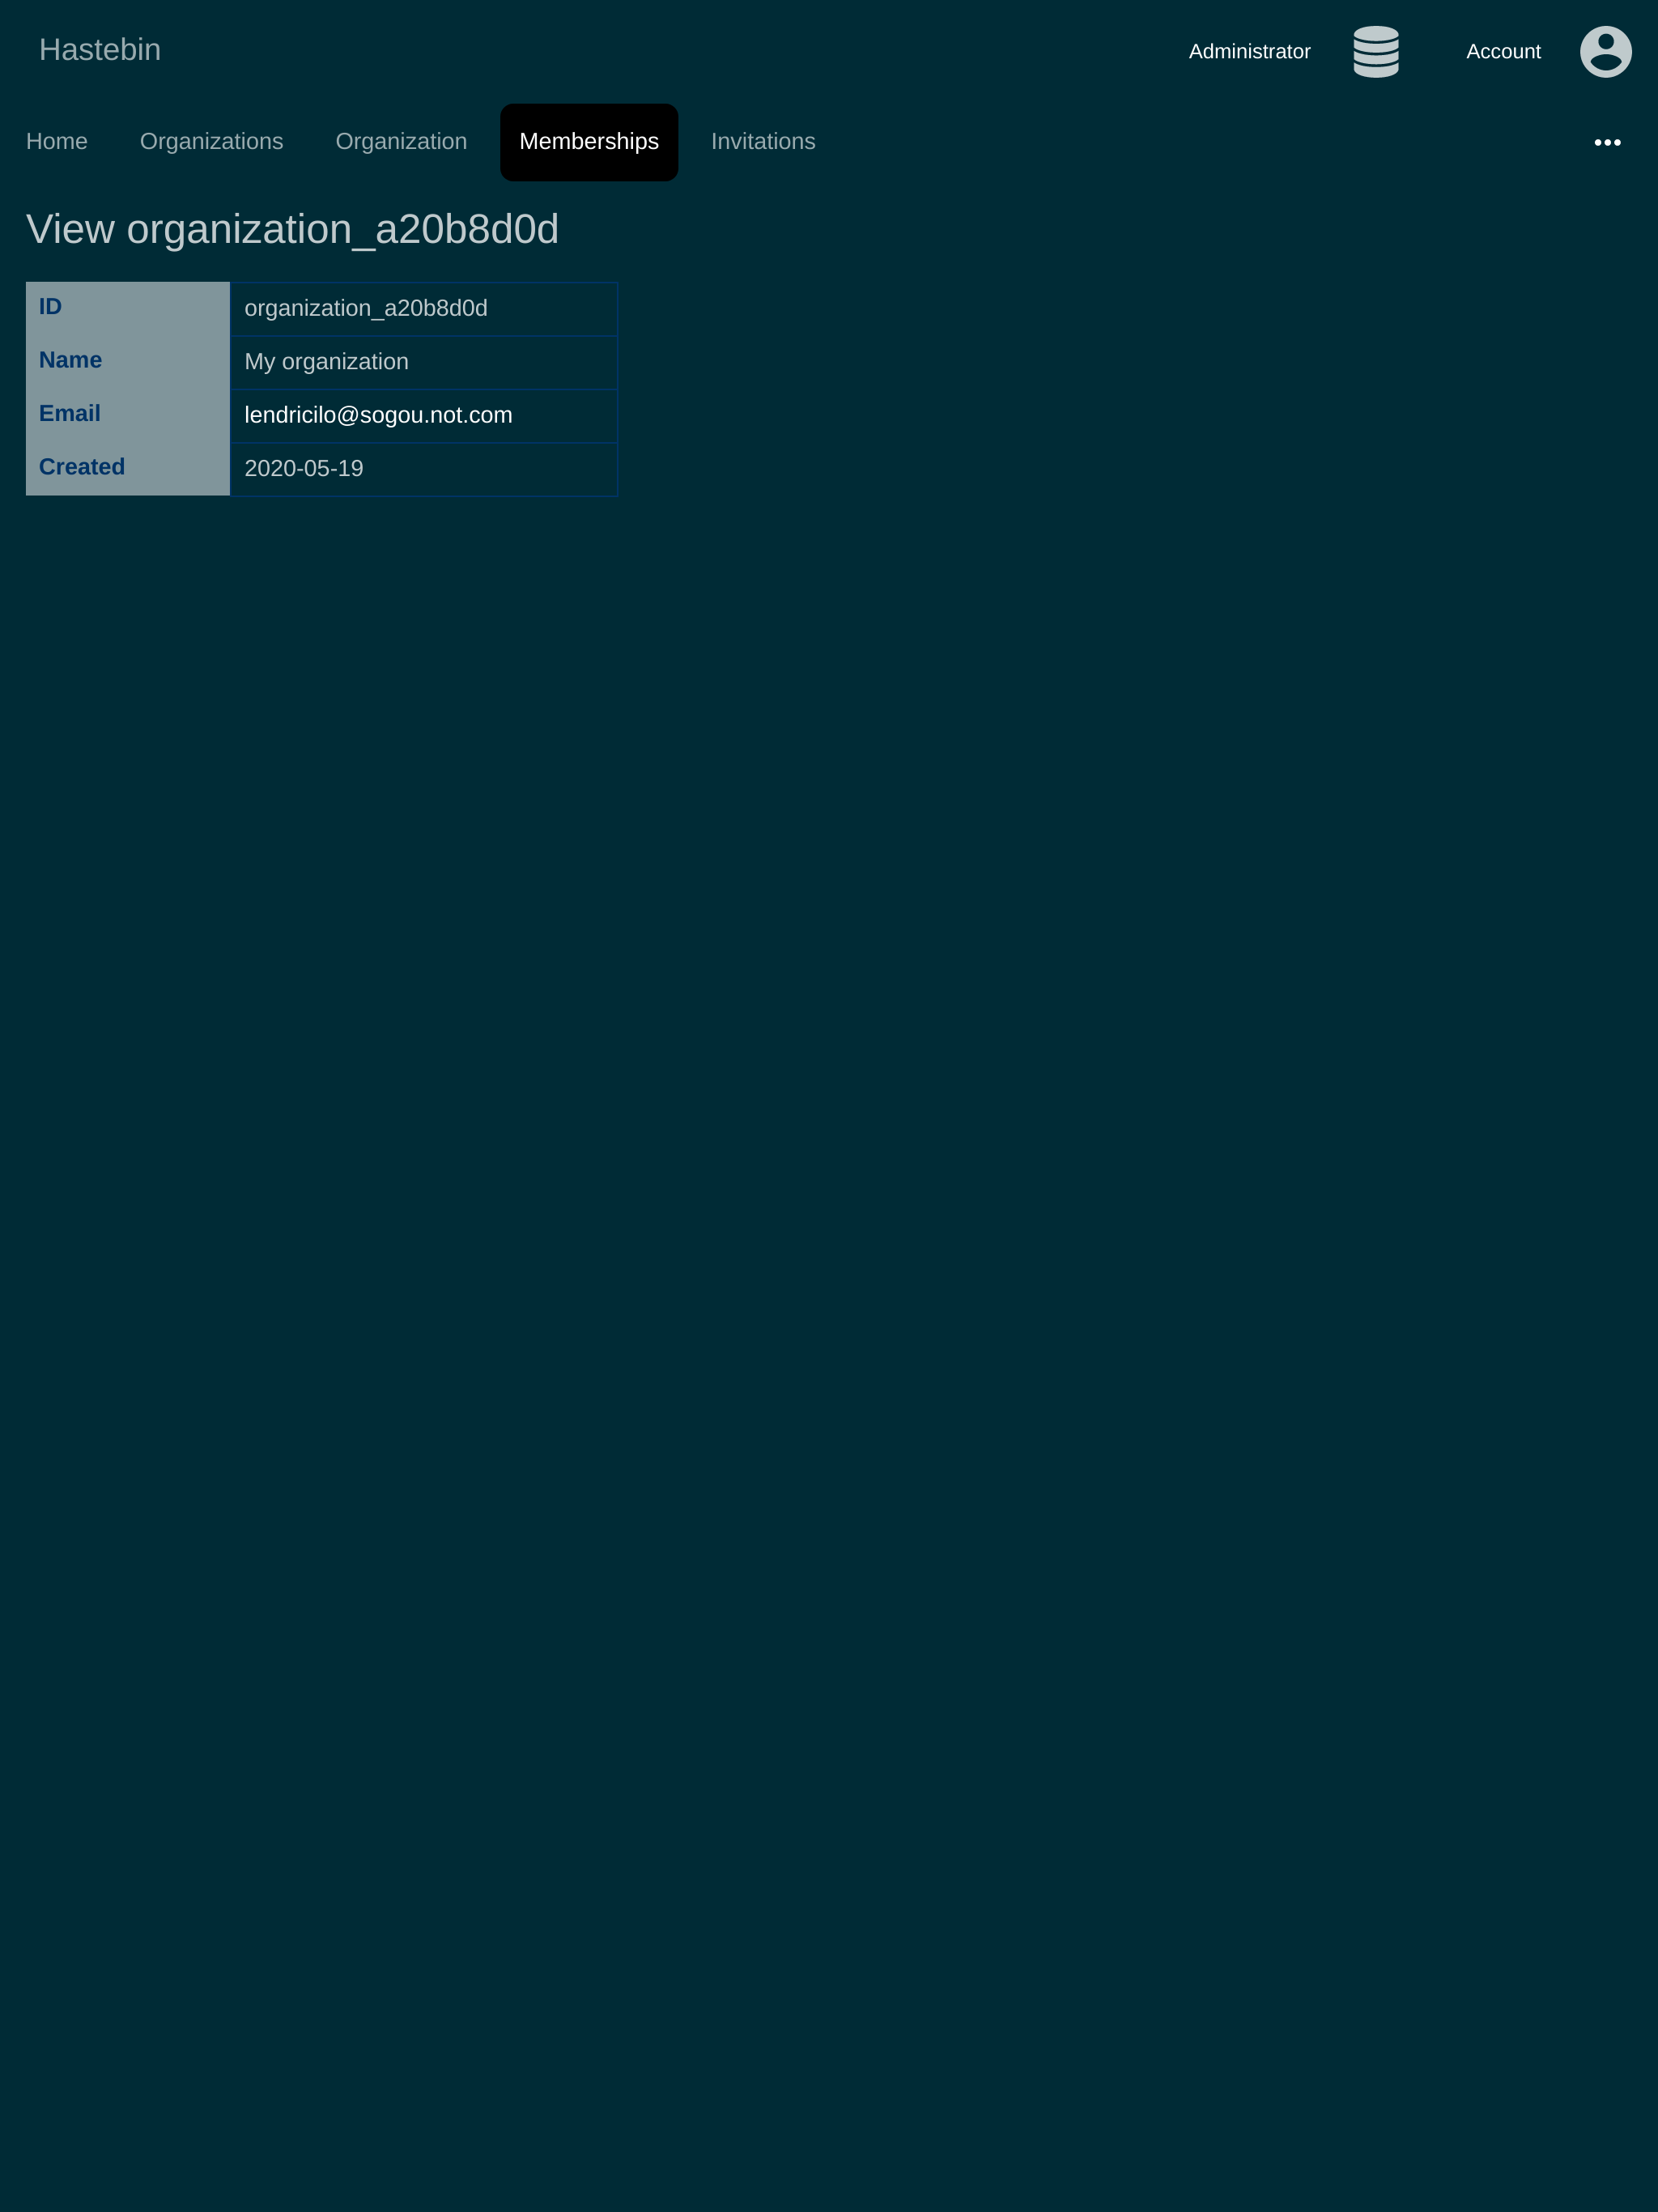 Hastebin
Administrator
Account
Home Organizations Organization Memberships Invitations
View organization_a20b8d0d
ID organization_a20b8d0d
Name My organization
Email lendricilo@sogou.not.com
Created 2020-05-19